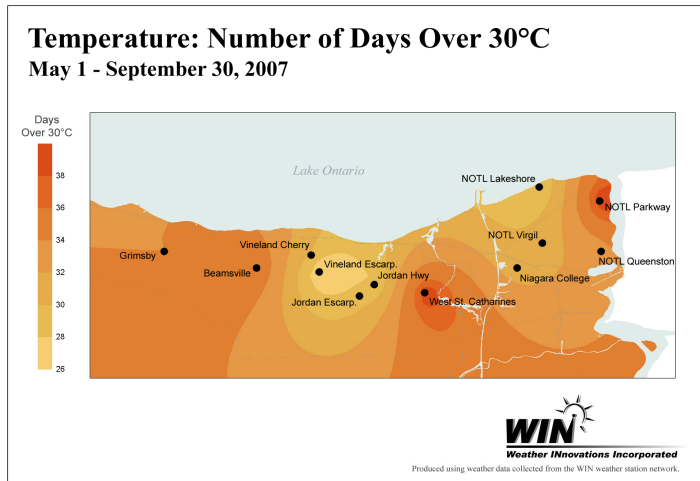 Temperature: Number of Days Over 30°C
May 1 - September 30, 2007
Days
Over 30°C
38
36
34
32
30
28
26
Lake Ontario
NOTL Lakeshore
NOTL Parkway
NOTL Virgil
Vineland Cherry
Grimsby
NOTL Queenston
Vineland Escarp.
Beamsville
Jordan Hwy
Niagara College
Jordan Escarp.
West St. Catharines
WIN
Weather INnovations Incorporated
Produced using weather data collected from the WIN weather station network.